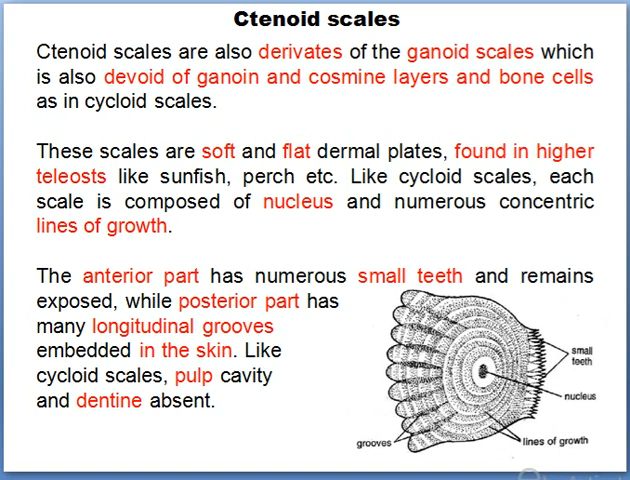 Ctenoid scales
Ctenoid scales are also derivates of the ganoid scales which
is also devoid of ganoin and cosmine layers and bone cells
as in cycloid scales.
These scales are soft and flat dermal plates, found in higher
teleosts like sunfish, perch etc. Like cycloid scales, each
scale is composed of nucleus and numerous concentric
lines of growth.
The anterior part has numerous small teeth and remains
exposed, while posterior part has
many longitudinal grooves
embedded in the skin. Like
cycloid scales, pulp cavity
and dentine absent.
small
teeth
nucleus
lines of growth
grooves